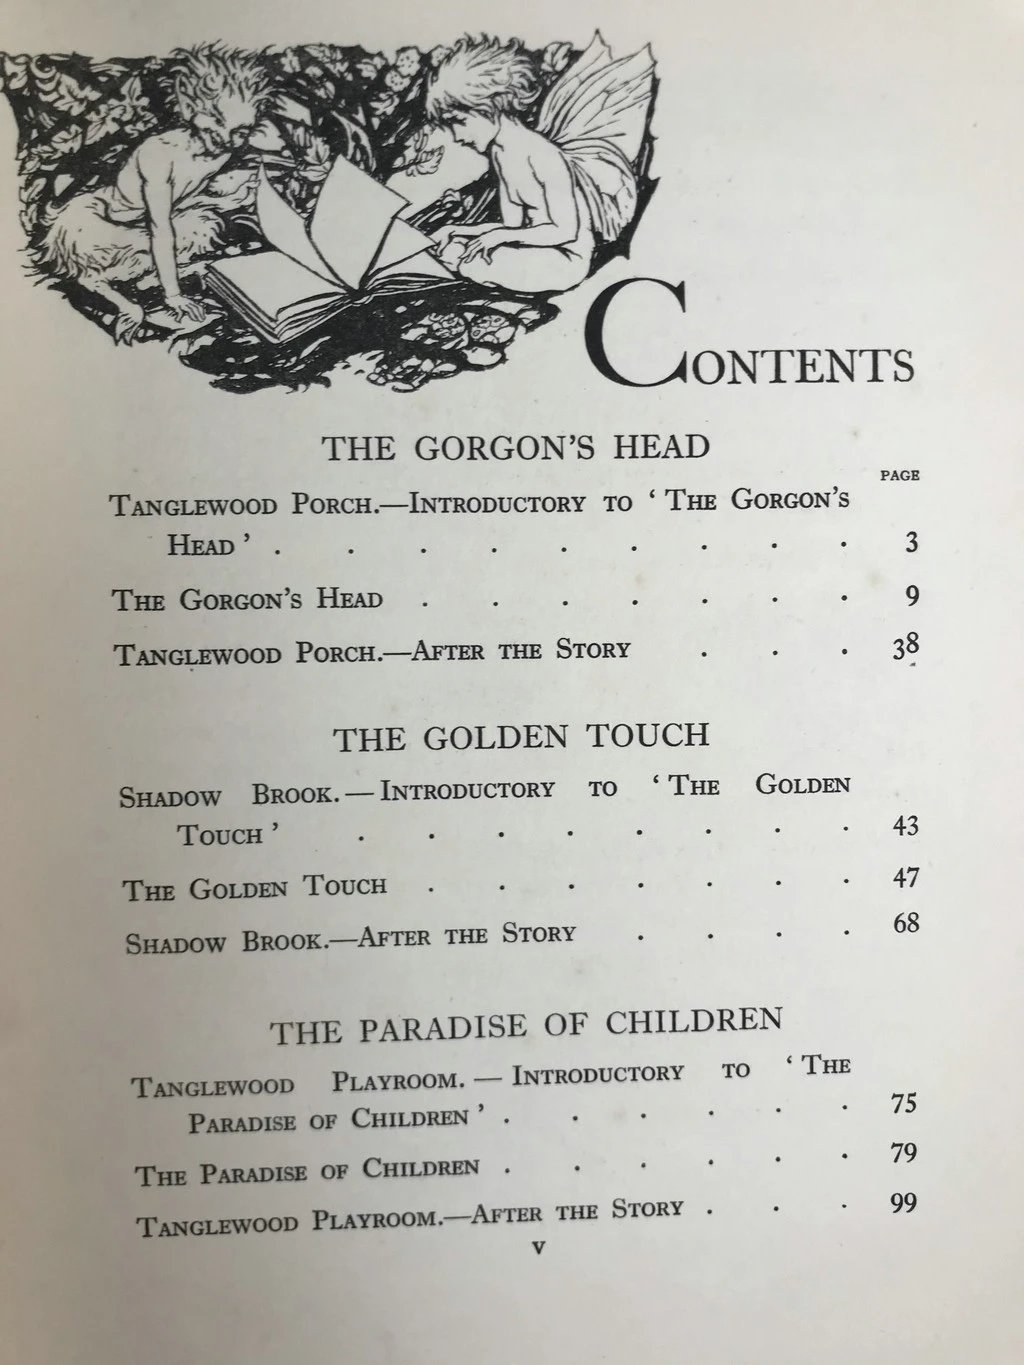 CONTENTS
THE GORGON'S HEAD
PAGE
TANGLEWOOD PORCH.—INTRODUCTORY TO ‘ THE GORGON'S
HEAD ’ . . . . . . . . . 3
THE GORGON'S HEAD . . . . . . . 9
TANGLEWOOD PORCH.—AFTER THE STORY . . . 38
THE GOLDEN TOUCH
SHADOW BROOK.—INTRODUCTORY TO ‘ THE GOLDEN
TOUCH ’ . . . . . . . . 43
THE GOLDEN TOUCH . . . . . . . 47
SHADOW BROOK.—AFTER THE STORY . . . . 68
THE PARADISE OF CHILDREN
TANGLEWOOD PLAYROOM. — INTRODUCTORY TO ‘ THE
PARADISE OF CHILDREN ’ . . . . . . 75
THE PARADISE OF CHILDREN . . . . . . 79
TANGLEWOOD PLAYROOM.—AFTER THE STORY . . . 99
v